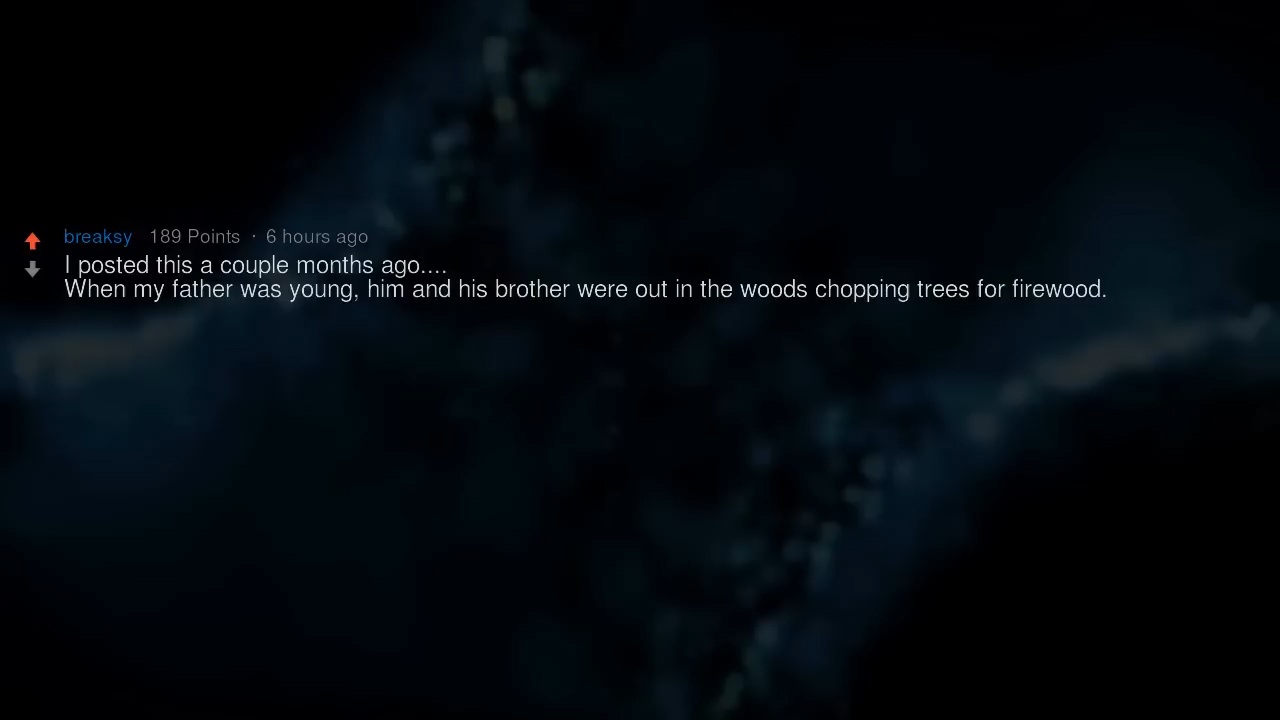 breaksy 189 Points · 6 hours ago
I posted this a couple months ago....
When my father was young, him and his brother were out in the woods chopping trees for firewood.